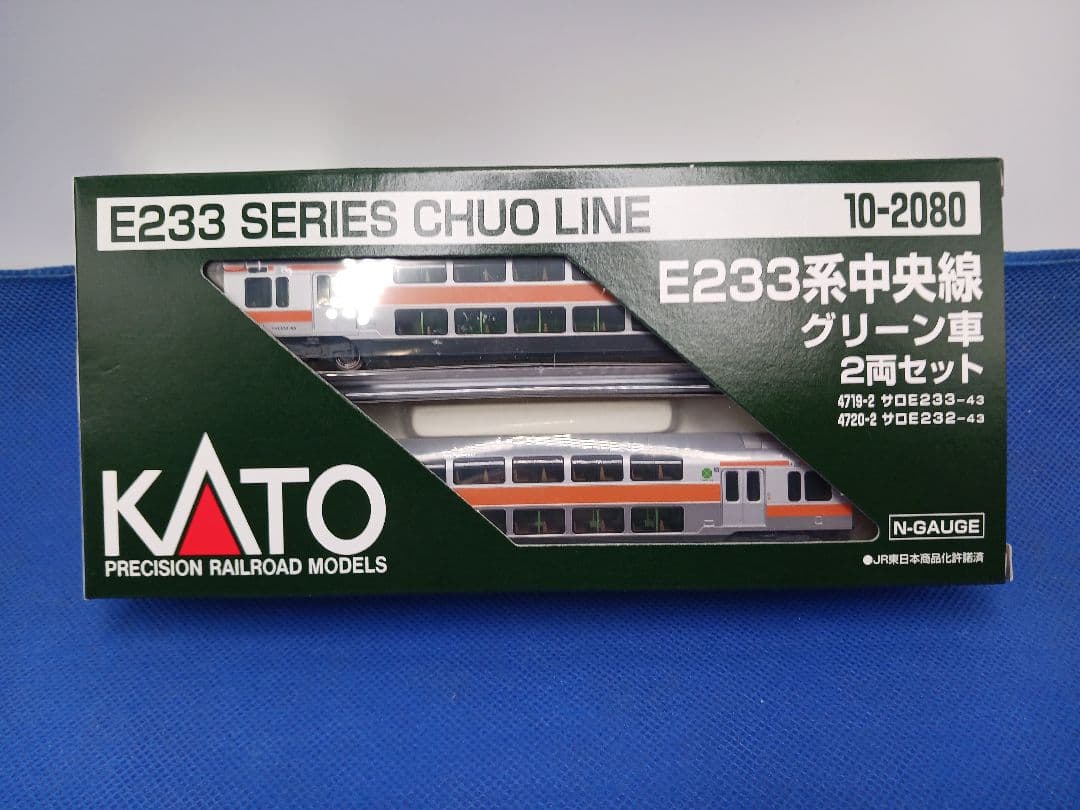 E233 SERIES CHUO LINE
10-2080
E233系中央線
グリーン車
2両セット
4719-2 サロE233-43
4720-2 サロE232-43
KATO
PRECISION RAILROAD MODELS
N-GAUGE
●JR東日本商品化許諾済